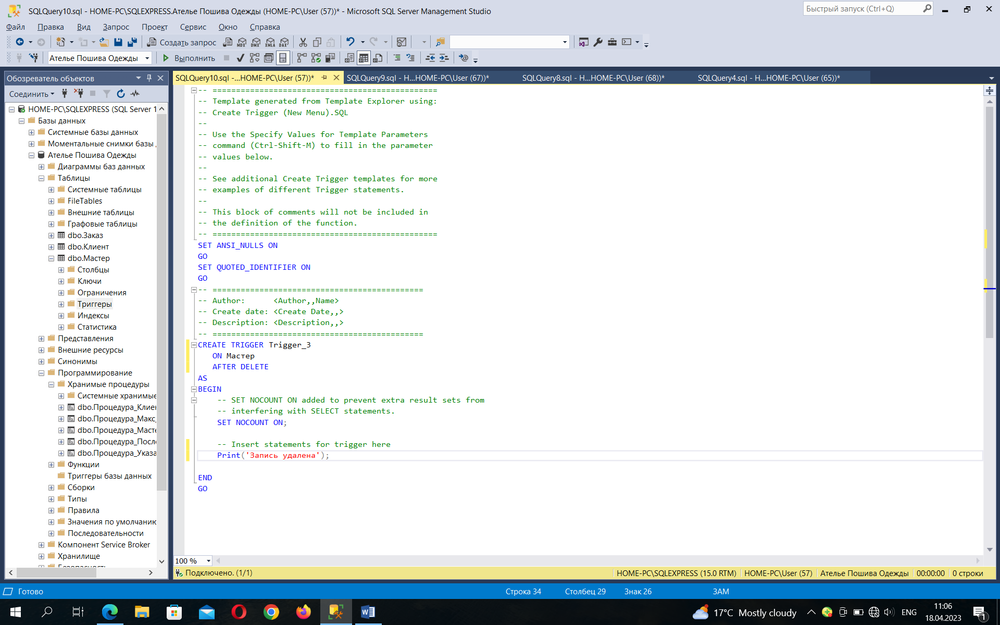 SQLQuery10.sql - HOME-PC\SQLEXPRESS.Ателье Пошива Одежды (HOME-PC\User (57))* - Microsoft SQL Server Management Studio
Быстрый запуск (Ctrl+Q)
Файл Правка Вид Запрос Проект Сервис Окно Справка
Создать запрос MDX DMX XMLA DAX
Ателье Пошива Одежды Выполнить
Обозреватель объектов
SQLQuery10.sql -...HOME-PC\User (57))* SQLQuery9.sql - H...HOME-PC\User (67))* SQLQuery8.sql - H...HOME-PC\User (68))* SQLQuery4.sql - H...HOME-PC\User (65))*
Соединить
HOME-PC\SQLEXPRESS (SQL Server 1
Базы данных
Системные базы данных
Моментальные снимки базы
Ателье Пошива Одежды
Диаграммы баз данных
Таблицы
Системные таблицы
FileTables
Внешние таблицы
Графовые таблицы
dbo.Заказ
dbo.Клиент
dbo.Мастер
Столбцы
Ключи
Ограничения
Триггеры
Индексы
Статистика
Представления
Внешние ресурсы
Синонимы
Программирование
Хранимые процедуры
Системные хранимые
dbo.Процедура_Клие
dbo.Процедура_Макс_
dbo.Процедура_Масте
dbo.Процедура_После
dbo.Процедура_Указа
Функции
Триггеры базы данных
Сборки
Типы
Правила
Значения по умолчанию
Последовательности
Компонент Service Broker
Хранилище
-- ================================================
-- Template generated from Template Explorer using:
-- Create Trigger (New Menu).SQL
--
-- Use the Specify Values for Template Parameters
-- command (Ctrl-Shift-M) to fill in the parameter
-- values below.
--
-- See additional Create Trigger templates for more
-- examples of different Trigger statements.
--
-- This block of comments will not be included in
-- the definition of the function.
-- ================================================
SET ANSI_NULLS ON
GO
SET QUOTED_IDENTIFIER ON
GO
-- =============================================
-- Author: <Author,,Name>
-- Create date: <Create Date,,>
-- Description: <Description,,>
-- =============================================
CREATE TRIGGER Trigger_3
ON Мастер
AFTER DELETE
AS
BEGIN
-- SET NOCOUNT ON added to prevent extra result sets from
-- interfering with SELECT statements.
SET NOCOUNT ON;
-- Insert statements for trigger here
Print('Запись удалена');
END
GO
100 %
Подключено. (1/1) HOME-PC\SQLEXPRESS (15.0 RTM) HOME-PC\User (57) Ателье Пошива Одежды 00:00:00 0 строки
Готово Строка 34 Столбец 29 Знак 26 ЗАМ
17°C Mostly cloudy ENG 11:06
18.04.2023 1